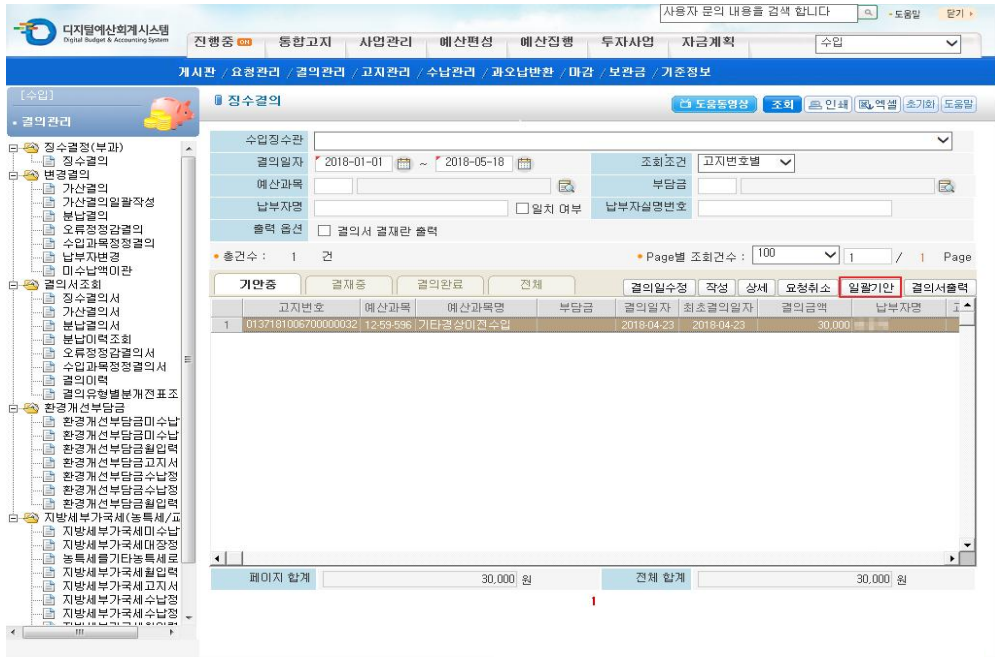 사용자 문의 내용을 검색 합니다 도움말 닫기
디지털예산회계시스템
Digital Budget & Accounting System
진행중 ON 통합고지 사업관리 예산편성 예산집행 투자사업 자금계획 수입
게시판 / 요청관리 / 결의관리 / 고지관리 / 수납관리 / 과오납반환 / 마감 / 보관금 / 기준정보
[수입]
• 결의관리
징수결정(부과)
징수결의
변경결의
가산결의
가산결의일괄작성
분납결의
오류정정감결의
수입과목정정결의
납부자변경
미수납액이관
결의서조회
징수결의서
가산결의서
분납결의서
분납이력조회
오류정정감결의서
수입과목정정결의서
결의이력
결의유형별분개전표조
환경개선부담금
환경개선부담금미수납
환경개선부담금미수납
환경개선부담금월입력
환경개선부담금고지서
환경개선부담금수납정
환경개선부담금수납정
환경개선부담금월입력
지방세부가국세(농특세/교
지방세부가국세미수납
지방세부가국세대장정
농특세를기타농특세로
지방세부가국세월입력
지방세부가국세고지서
지방세부가국세수납정
지방세부가국세수납정
징수결의 도움동영상 조회 인쇄 엑셀 초기화 도움말
수입징수관
결의일자 2018-01-01 ~ 2018-05-18 조회조건 고지번호별
예산과목 부담금
납부자명 일치 여부 납부자실명번호
출력 옵션 결의서 결재란 출력
• 총건수 : 1 건 • Page별 조회건수 : 100 1 / 1 Page
기안중 결재중 결의완료 전체 결의일수정 작성 상세 요청취소 일괄기안 결의서출력
고지번호 예산과목 예산과목명 부담금 결의일자 최초결의일자 결의금액 납부자명
1 0137181006700000032 12-59-596 기타경상이전수입 2018-04-23 2018-04-23 30,000
페이지 합계 30,000 원 전체 합계 30,000 원
1